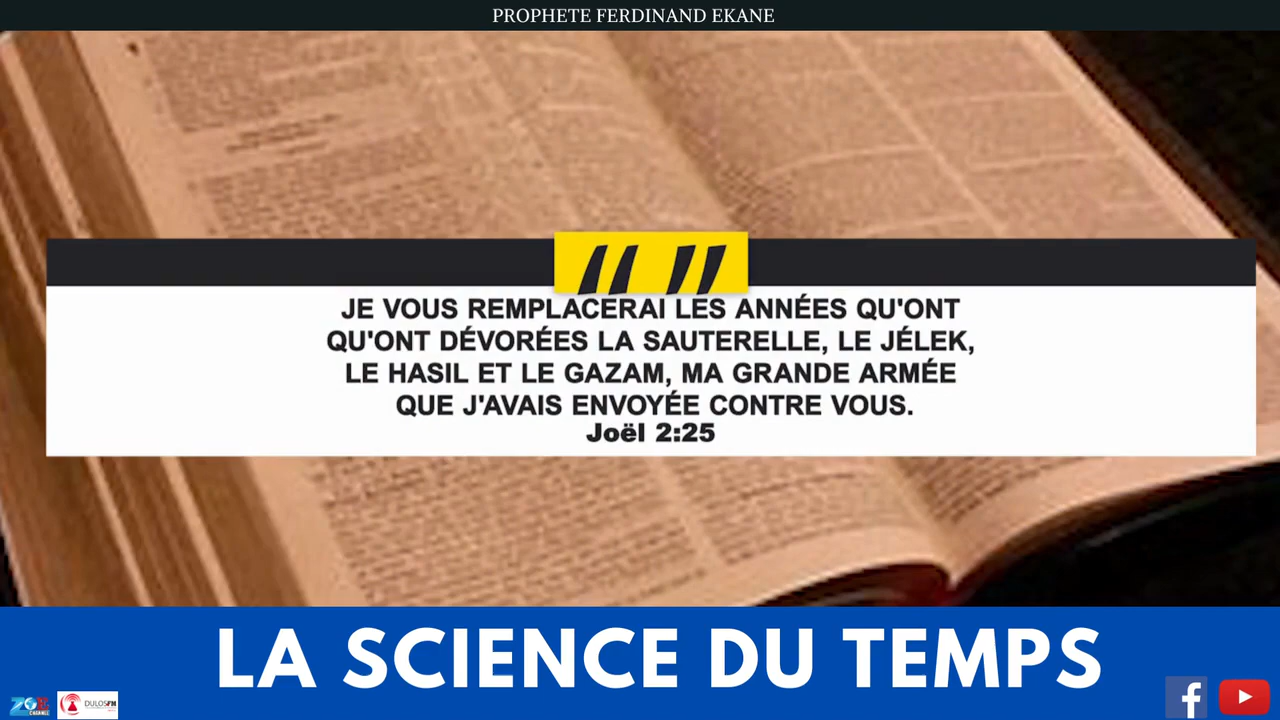 PROPHETE FERDINAND EKANE
JE VOUS REMPLACERAI LES ANNÉES QU'ONT
QU'ONT DÉVORÉES LA SAUTERELLE, LE JÉLEK,
LE HASIL ET LE GAZAM, MA GRANDE ARMÉE
QUE J'AVAIS ENVOYÉE CONTRE VOUS.
Joël 2:25
LA SCIENCE DU TEMPS
DULOSFM